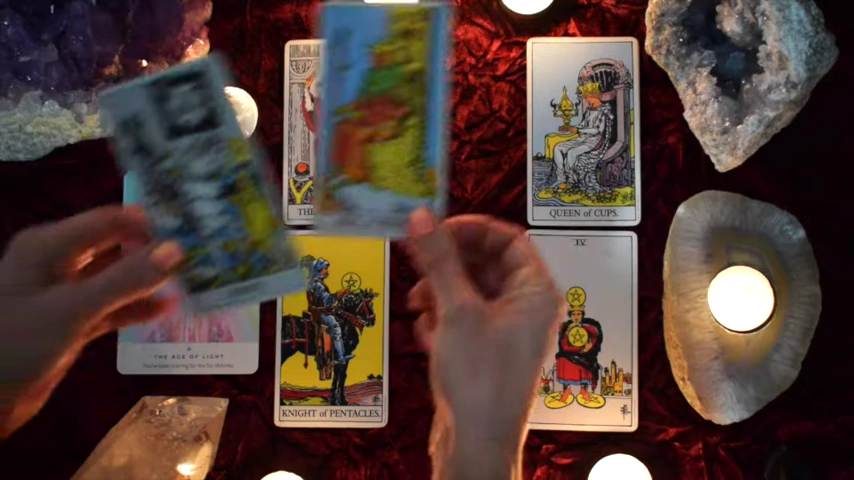 THE
QUEEN of CUPS.
IV
THE AGE OF LIGHT
KNIGHT of PENTACLES.